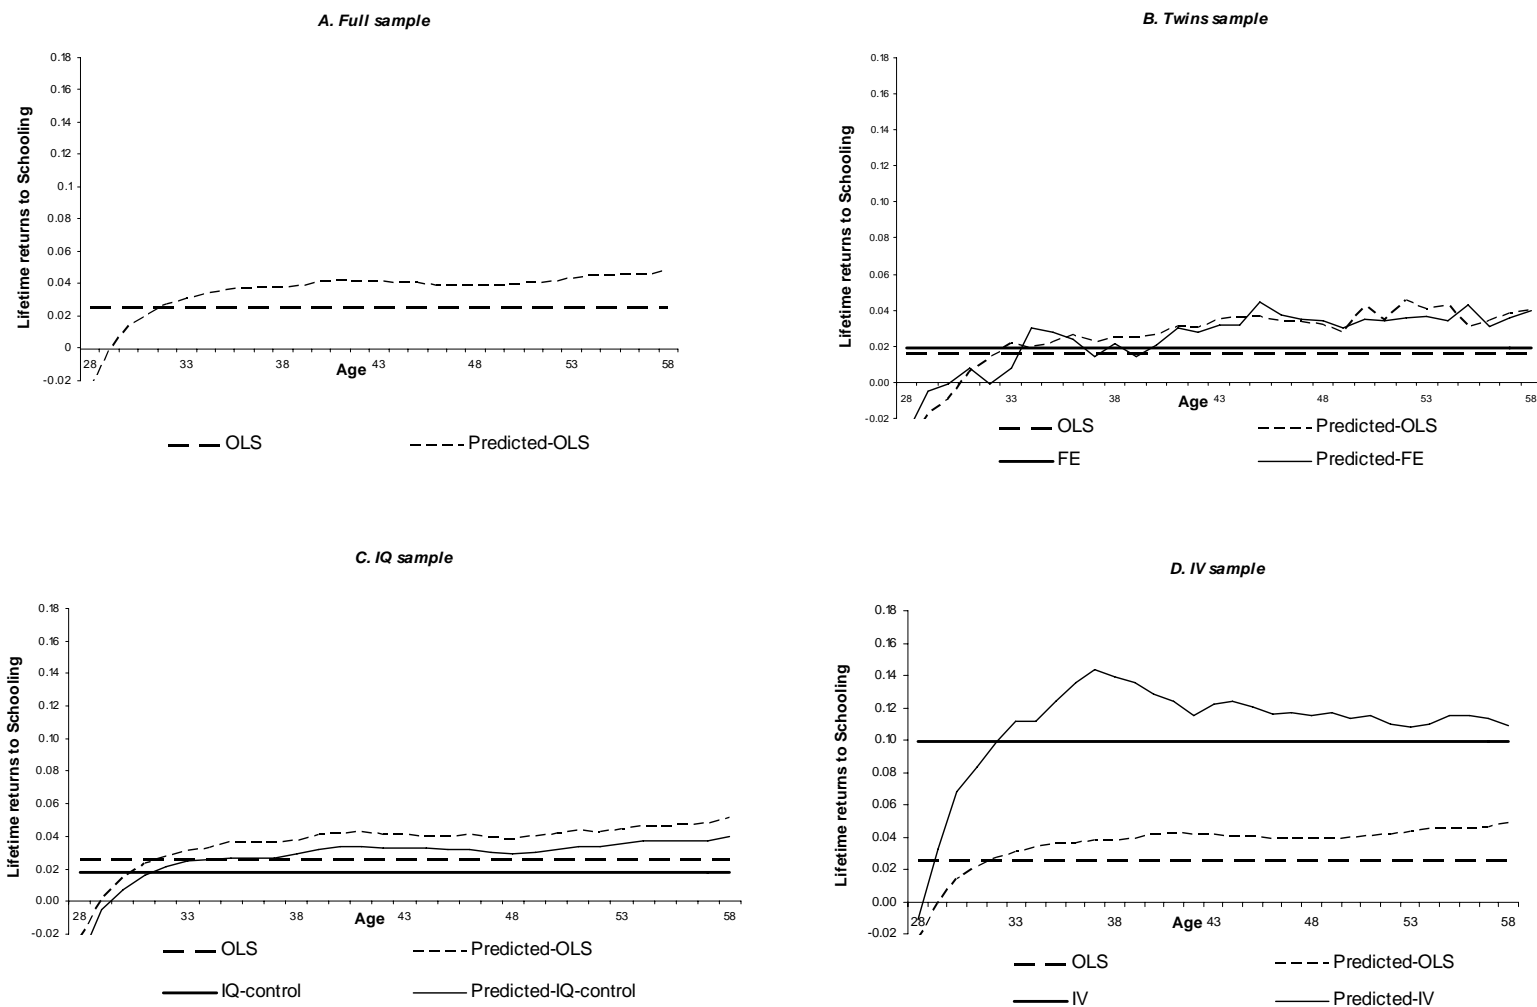 A. Full sample
Lifetime returns to Schooling
0.18
0.16
0.14
0.12
0.1
0.08
0.06
0.04
0.02
0
-0.02
28 33 38 43 48 53 58
Age
OLS Predicted-OLS
B. Twins sample
Lifetime returns to Schooling
0.18
0.16
0.14
0.12
0.10
0.08
0.06
0.04
0.02
0.00
-0.02
28 33 38 43 48 53 58
Age
OLS Predicted-OLS
FE Predicted-FE
C. IQ sample
Lifetime returns to Schooling
0.18
0.16
0.14
0.12
0.10
0.08
0.06
0.04
0.02
0.00
-0.02
28 33 38 43 48 53 58
Age
OLS Predicted-OLS
IQ-control Predicted-IQ-control
D. IV sample
Lifetime returns to Schooling
0.18
0.16
0.14
0.12
0.10
0.08
0.06
0.04
0.02
0.00
-0.02
28 33 38 43 48 53 58
Age
OLS Predicted-OLS
IV Predicted-IV